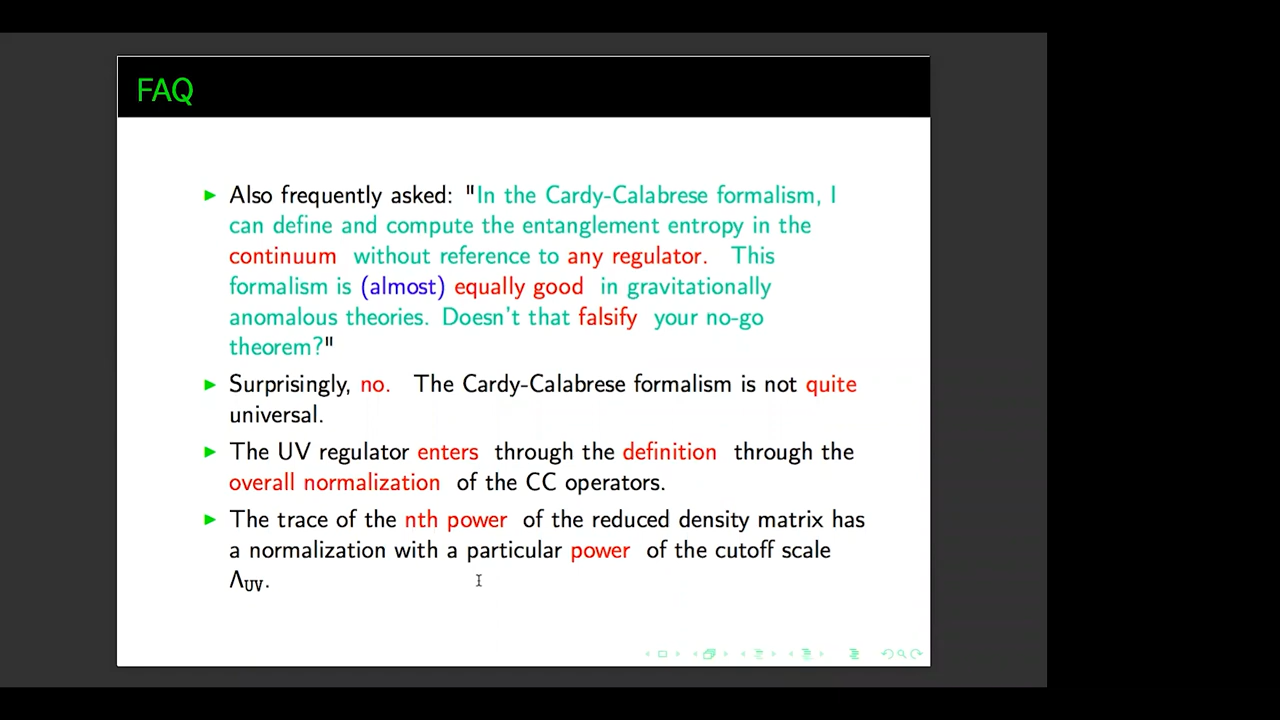 FAQ
Also frequently asked: "In the Cardy-Calabrese formalism, I
can define and compute the entanglement entropy in the
continuum without reference to any regulator. This
formalism is (almost) equally good in gravitationally
anomalous theories. Doesn't that falsify your no-go
theorem?"
Surprisingly, no. The Cardy-Calabrese formalism is not quite
universal.
The UV regulator enters through the definition through the
overall normalization of the CC operators.
The trace of the nth power of the reduced density matrix has
a normalization with a particular power of the cutoff scale
ΛUV.